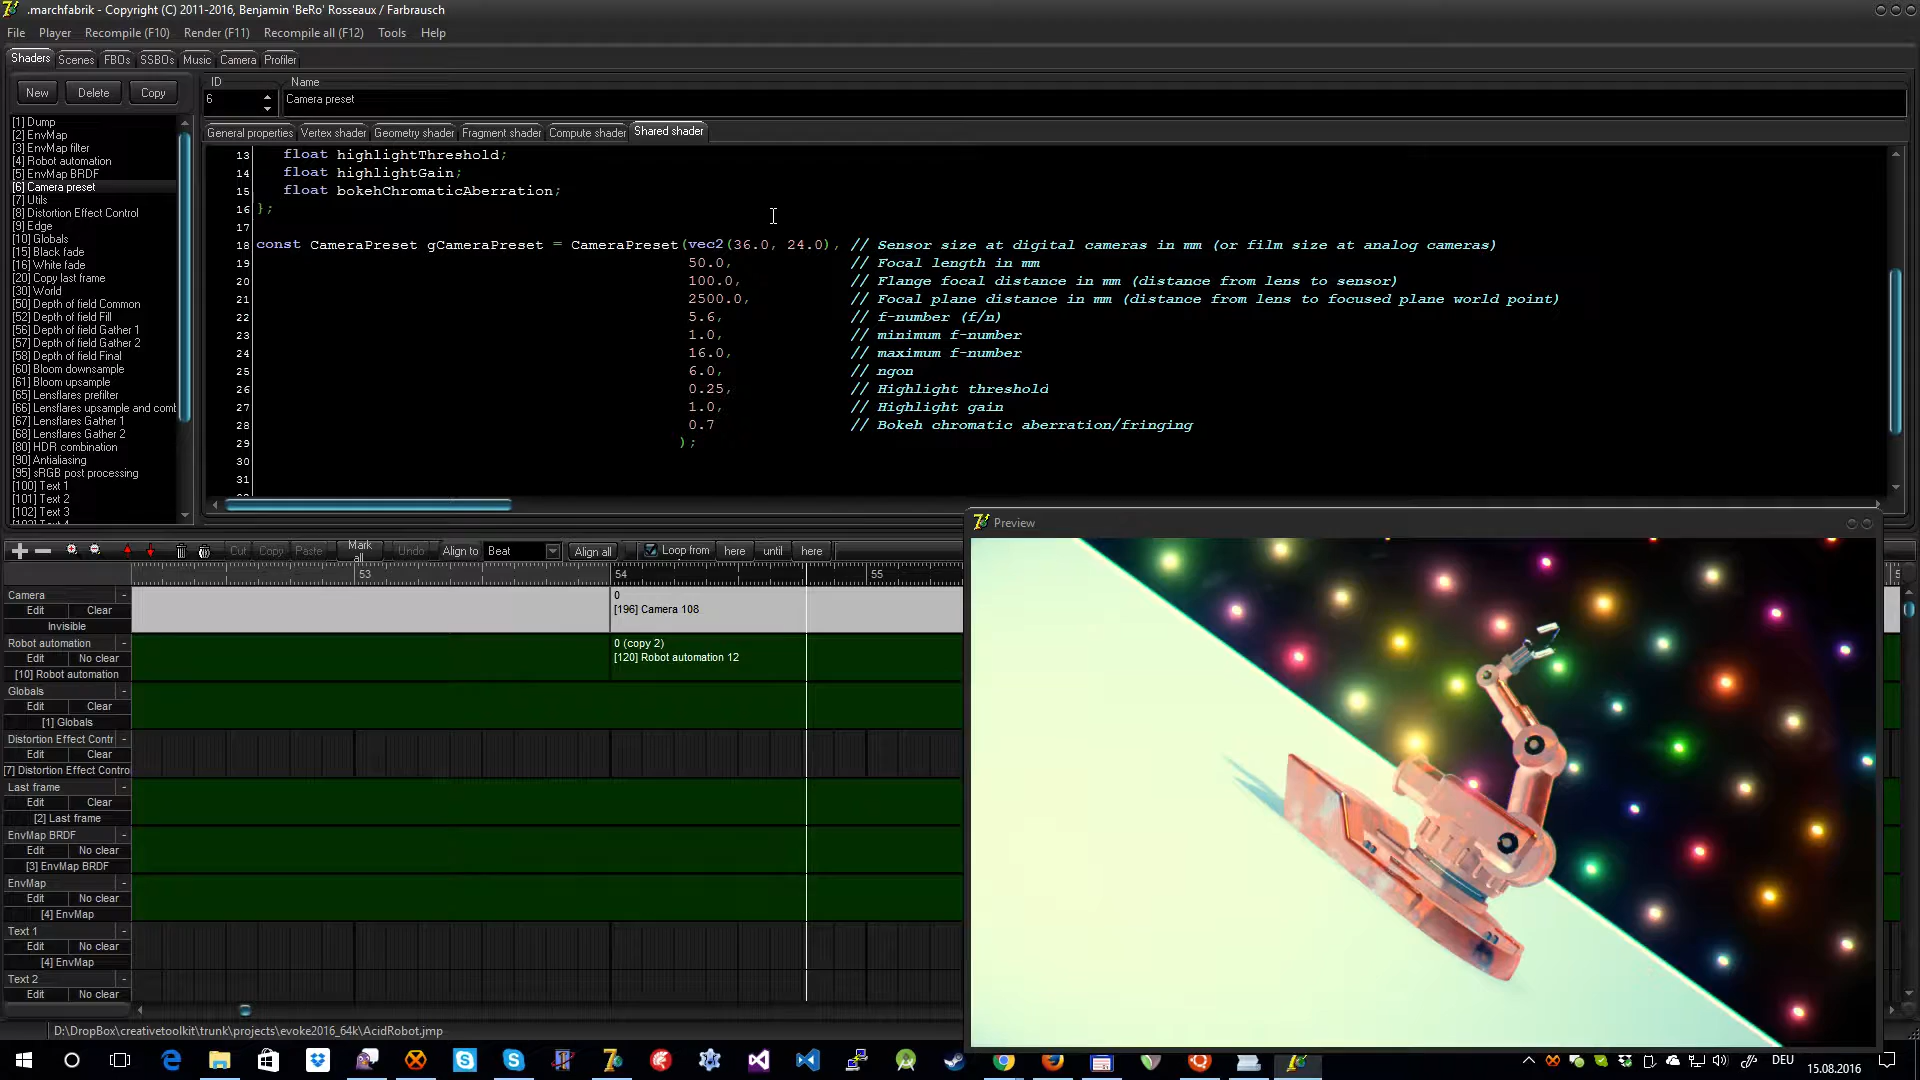 .marchfabrik - Copyright (C) 2011-2016, Benjamin 'BeRo' Rosseaux / Farbrausch
File Player Recompile (F10) Render (F11) Recompile all (F12) Tools Help
Shaders Scenes FBOs SSBOs Music Camera Profiler
New Delete Copy
ID Name
6 Camera preset
General properties Vertex shader Geometry shader Fragment shader Compute shader Shared shader
[1] Dump
[2] EnvMap
[3] EnvMap filter
[4] Robot automation
[5] EnvMap BRDF
[6] Camera preset
[7] Utils
[8] Distortion Effect Control
[9] Edge
[10] Globals
[15] Black fade
[16] White fade
[20] Copy last frame
[30] World
[50] Depth of field Common
[52] Depth of field Fill
[56] Depth of field Gather 1
[57] Depth of field Gather 2
[58] Depth of field Final
[60] Bloom downsample
[61] Bloom upsample
[65] Lensflares prefilter
[66] Lensflares upsample and comb
[67] Lensflares Gather 1
[68] Lensflares Gather 2
[80] HDR combination
[90] Antialiasing
[95] sRGB post processing
[100] Text 1
[101] Text 2
[102] Text 3
13 float highlightThreshold;
14 float highlightGain;
15 float bokehChromaticAberration;
16 };
17
18 const CameraPreset gCameraPreset = CameraPreset(vec2(36.0, 24.0), // Sensor size at digital cameras in mm (or film size at analog cameras)
19 50.0, // Focal length in mm
20 100.0, // Flange focal distance in mm (distance from lens to sensor)
21 2500.0, // Focal plane distance in mm (distance from lens to focused plane world point)
22 5.6, // f-number (f/n)
23 1.0, // minimum f-number
24 16.0, // maximum f-number
25 6.0, // ngon
26 0.25, // Highlight threshold
27 1.0, // Highlight gain
28 0.7 // Bokeh chromatic aberration/fringing
29 );
30
31
Preview
Cut Copy Paste Mark all Undo Align to Beat Align all Loop from here until here
53 54 55
Camera -
Edit Clear
Invisible
0
[196] Camera 108
Robot automation -
Edit No clear
[10] Robot automation
0 (copy 2)
[120] Robot automation 12
Globals -
Edit Clear
[1] Globals
Distortion Effect Contr -
Edit Clear
[7] Distortion Effect Contro
Last frame -
Edit Clear
[2] Last frame
EnvMap BRDF -
Edit No clear
[3] EnvMap BRDF
EnvMap -
Edit No clear
[4] EnvMap
Text 1 -
Edit No clear
[4] EnvMap
Text 2 -
Edit No clear
D:\DropBox\creativetoolkit\trunk\projects\evoke2016_64k\AcidRobot.jmp
DEU
15.08.2016